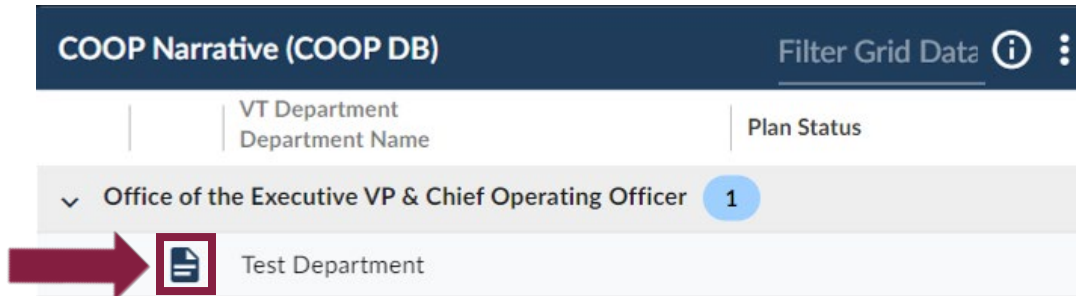 COOP Narrative (COOP DB) Filter Grid Data
VT Department
Department Name
Plan Status
Office of the Executive VP & Chief Operating Officer 1
Test Department